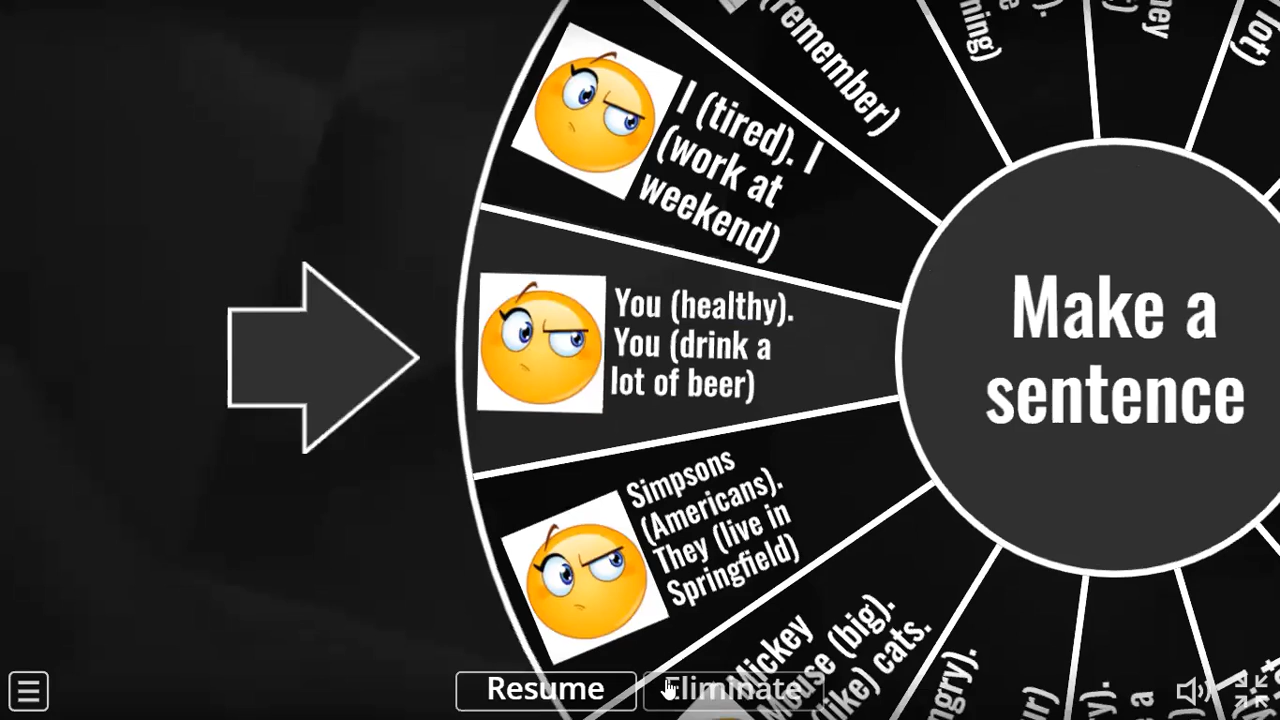 (remember)
I (tired). I
(work at
weekend)
You (healthy).
You (drink a
lot of beer)
Simpsons
(Americans).
They (live in
Springfield)
Mickey
Mouse (big).
(like) cats.
Make a
sentence
lot)
Resume
Eliminate